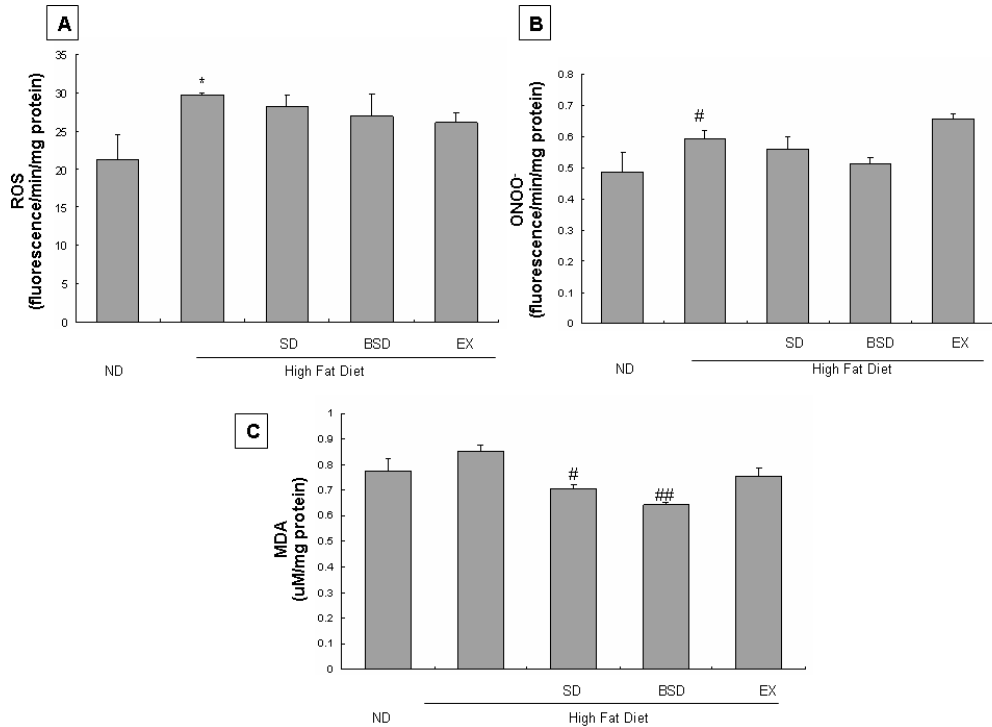 A
ROS
(fluorescence/min/mg protein)
35
30
25
20
15
10
5
0
*
SD BSD EX
ND High Fat Diet
B
ONOO-
(fluorescence/min/mg protein)
0.8
0.7
0.6
0.5
0.4
0.3
0.2
0.1
0
#
SD BSD EX
ND High Fat Diet
C
MDA
(uM/mg protein)
1
0.9
0.8
0.7
0.6
0.5
0.4
0.3
0.2
0.1
0
#
##
SD BSD EX
ND High Fat Diet